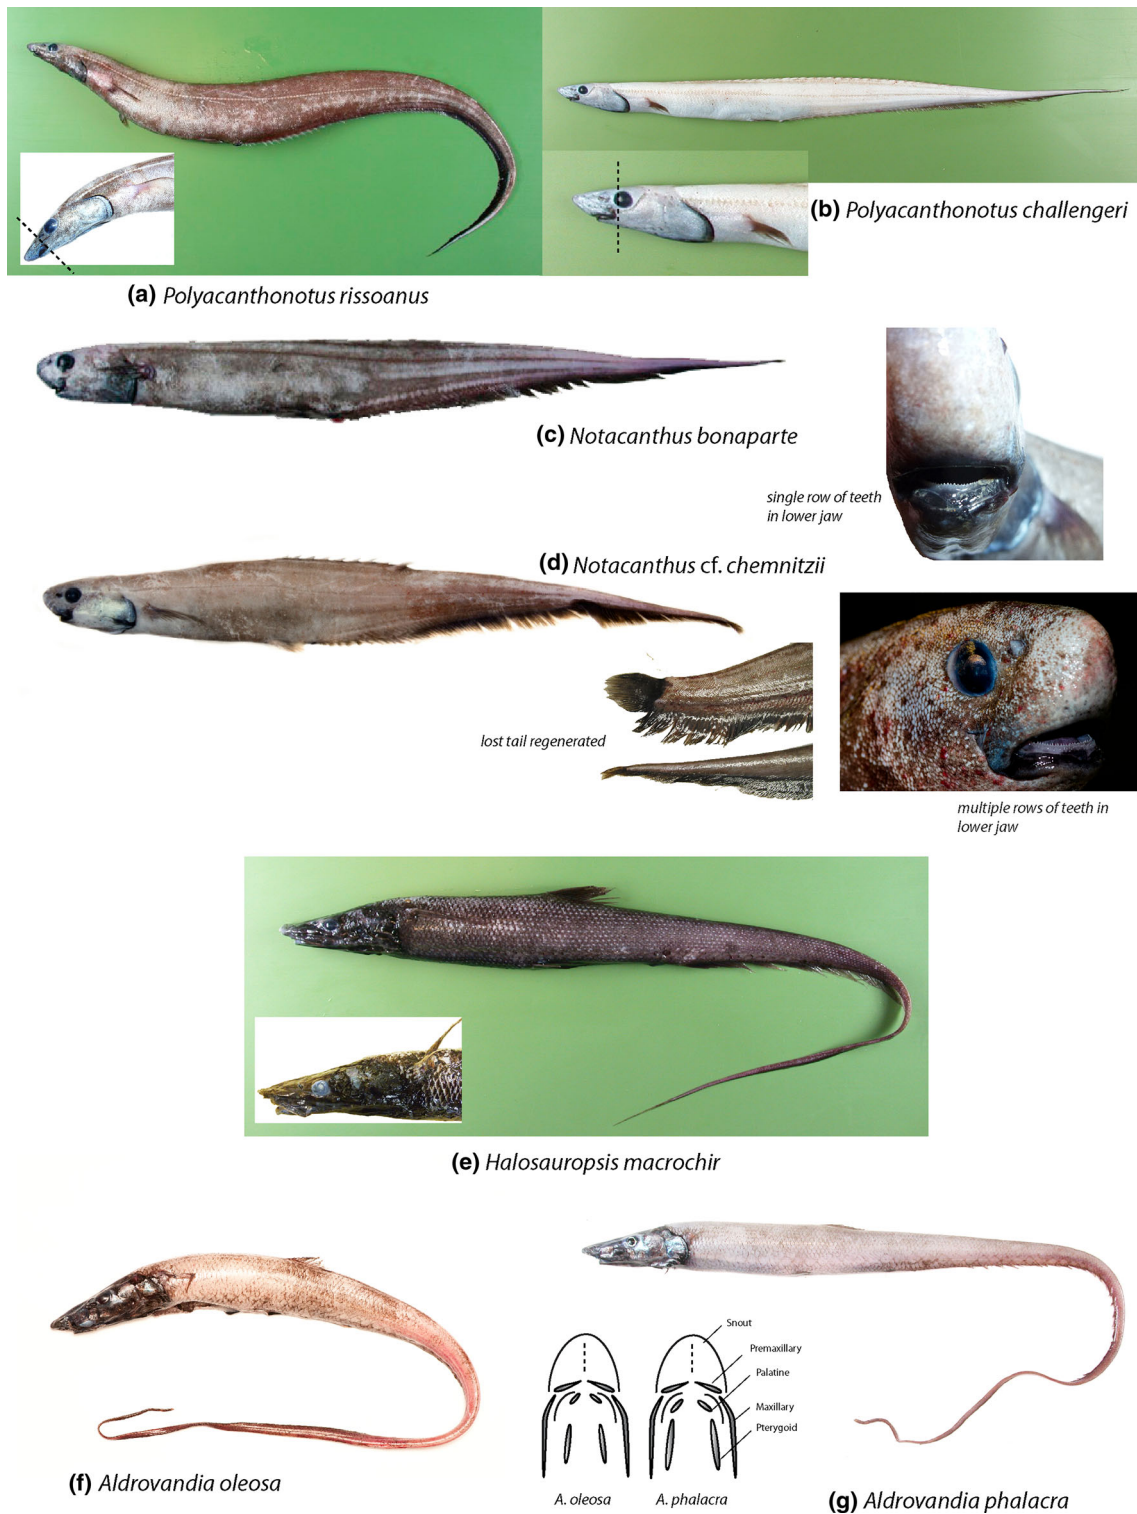 (b) Polyacanthonotus challengeri
(a) Polyacanthonotus rissoanus
(c) Notacanthus bonaparte
single row of teeth
in lower jaw
(d) Notacanthus cf. chemnitzii
lost tail regenerated
multiple rows of teeth in
lower jaw
(e) Halosauropsis macrochir
Snout
Premaxillary
Palatine
Maxillary
Pterygoid
(f) Aldrovandia oleosa
A. oleosa
A. phalacra
(g) Aldrovandia phalacra